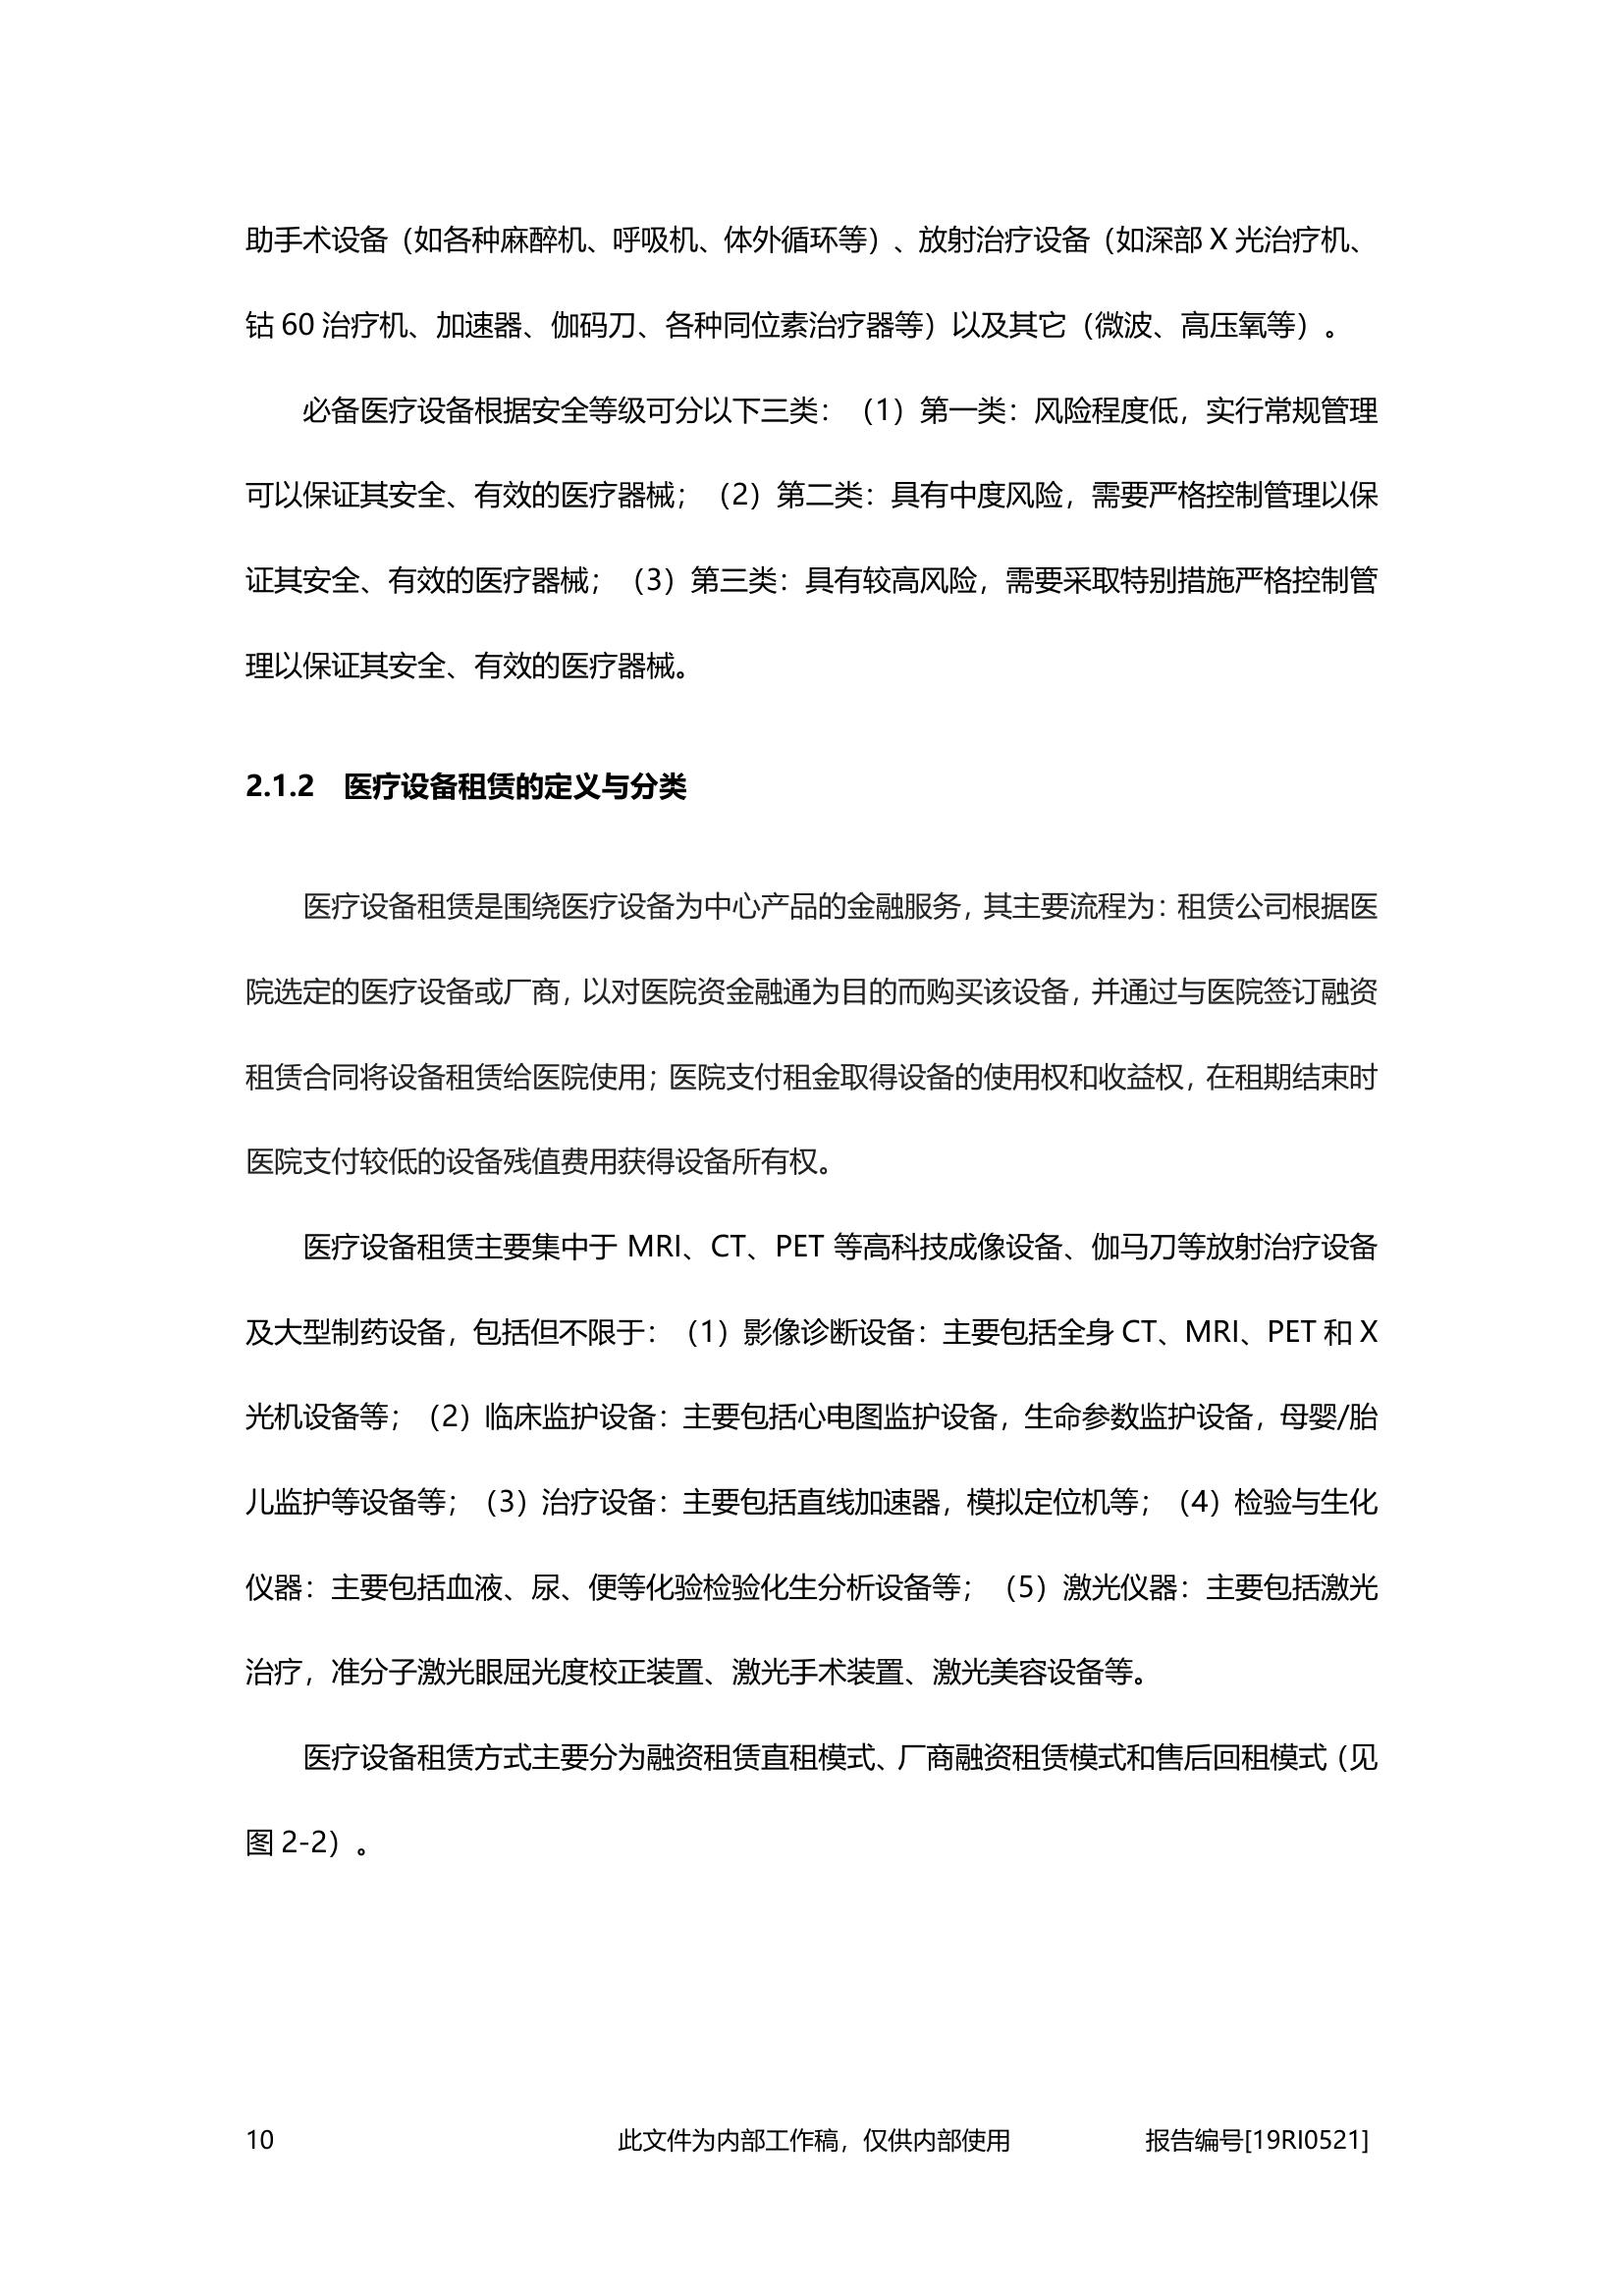 助手术设备（如各种麻醉机、呼吸机、体外循环等）、放射治疗设备（如深部 X 光治疗机、
钴 60 治疗机、加速器、伽码刀、各种同位素治疗器等）以及其它（微波、高压氧等）。
必备医疗设备根据安全等级可分以下三类：（1）第一类：风险程度低，实行常规管理
可以保证其安全、有效的医疗器械；（2）第二类：具有中度风险，需要严格控制管理以保
证其安全、有效的医疗器械；（3）第三类：具有较高风险，需要采取特别措施严格控制管
理以保证其安全、有效的医疗器械。
2.1.2 医疗设备租赁的定义与分类
医疗设备租赁是围绕医疗设备为中心产品的金融服务，其主要流程为：租赁公司根据医
院选定的医疗设备或厂商，以对医院资金融通为目的而购买该设备，并通过与医院签订融资
租赁合同将设备租赁给医院使用；医院支付租金取得设备的使用权和收益权，在租期结束时
医院支付较低的设备残值费用获得设备所有权。
医疗设备租赁主要集中于 MRI、CT、PET 等高科技成像设备、伽马刀等放射治疗设备
及大型制药设备，包括但不限于：（1）影像诊断设备：主要包括全身 CT、MRI、PET 和 X
光机设备等；（2）临床监护设备：主要包括心电图监护设备，生命参数监护设备，母婴/胎
儿监护等设备等；（3）治疗设备：主要包括直线加速器，模拟定位机等；（4）检验与生化
仪器：主要包括血液、尿、便等化验检验化生分析设备等；（5）激光仪器：主要包括激光
治疗，准分子激光眼屈光度校正装置、激光手术装置、激光美容设备等。
医疗设备租赁方式主要分为融资租赁直租模式、厂商融资租赁模式和售后回租模式（见
图 2-2）。
10 此文件为内部工作稿，仅供内部使用 报告编号[19RI0521]